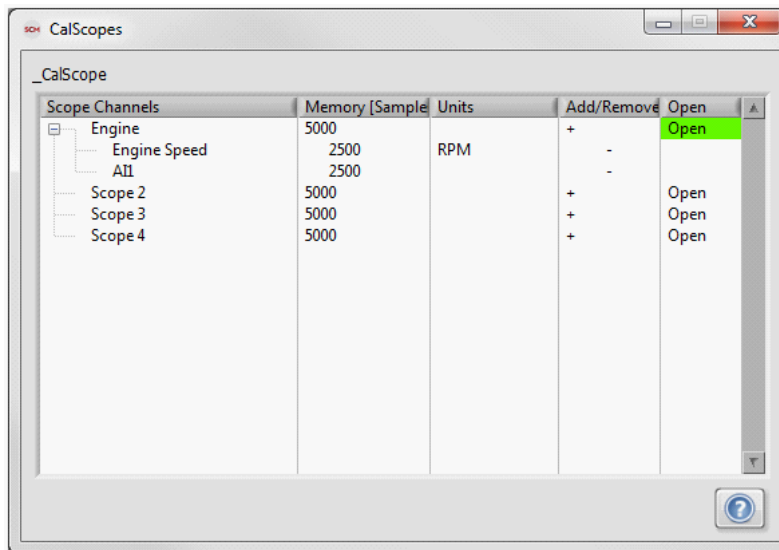 SCM CalScopes
_CalScope
Scope Channels Memory [Sample Units Add/Remove Open
Engine 5000 + Open
Engine Speed 2500 RPM -
AI1 2500 -
Scope 2 5000 + Open
Scope 3 5000 + Open
Scope 4 5000 + Open
?